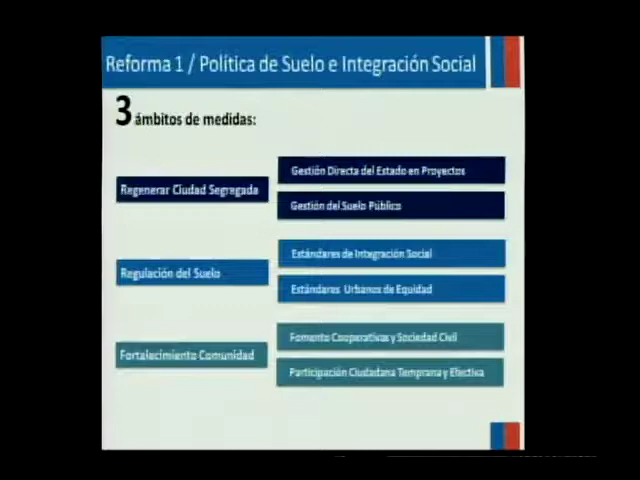 Reforma 1 / Política de Suelo e Integración Social
3 ámbitos de medidas:
Regenerar Ciudad Segregada
Gestión Directa del Estado en Proyectos
Gestión del Suelo Público
Regulación del Suelo
Estándares de Integración Social
Estándares Urbanos de Equidad
Fortalecimiento Comunidad
Fomento Cooperativas y Sociedad Civil
Participación Ciudadana Temprana y Efectiva